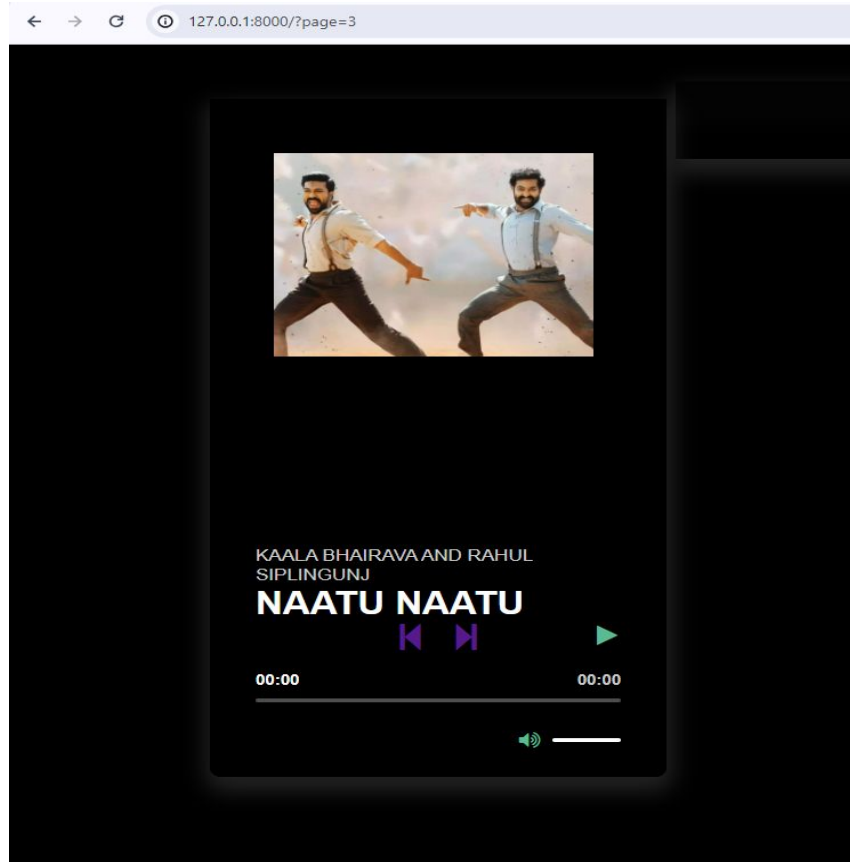 127.0.0.1:8000/?page=3
KAALA BHAIRAVA AND RAHUL
SIPLINGUNJ
NAATU NAATU
00:00 00:00